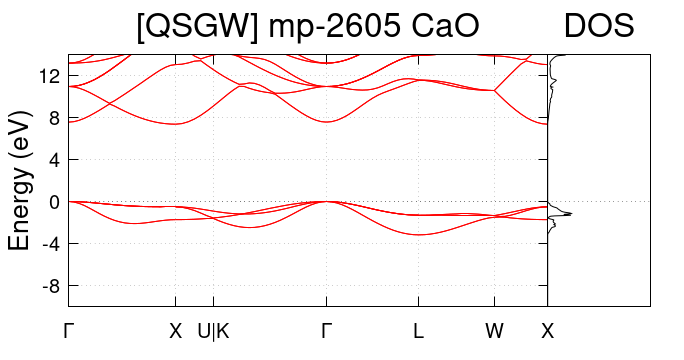 [QSGW] mp-2605 CaO DOS
Energy (eV)
12
8
4
0
-4
-8
Γ X U|K Γ L W X